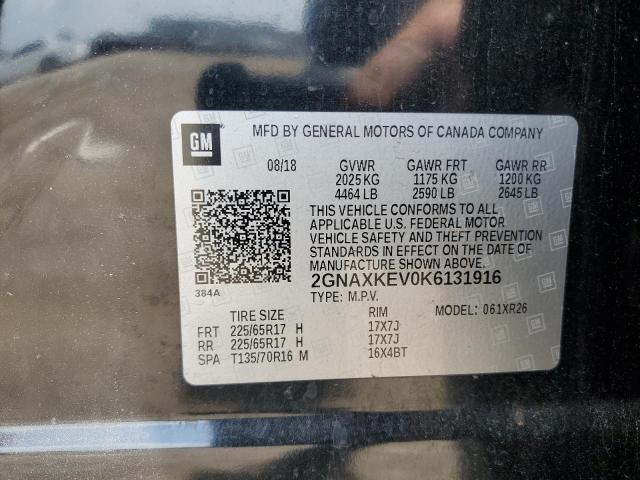 GM
MFD BY GENERAL MOTORS OF CANADA COMPANY
08/18 GVWR GAWR FRT GAWR RR
2025 KG 1175 KG 1200 KG
4464 LB 2590 LB 2645 LB
THIS VEHICLE CONFORMS TO ALL
APPLICABLE U.S. FEDERAL MOTOR
VEHICLE SAFETY AND THEFT PREVENTION
STANDARDS IN EFFECT ON THE DATE OF
MANUFACTURE SHOWN ABOVE.
384A 2GNAXKEV0K6131916
TYPE: M.P.V. MODEL: 061XR26
TIRE SIZE RIM
FRT 225/65R17 H 17X7J
RR 225/65R17 H 17X7J
SPA T135/70R16 M 16X4BT